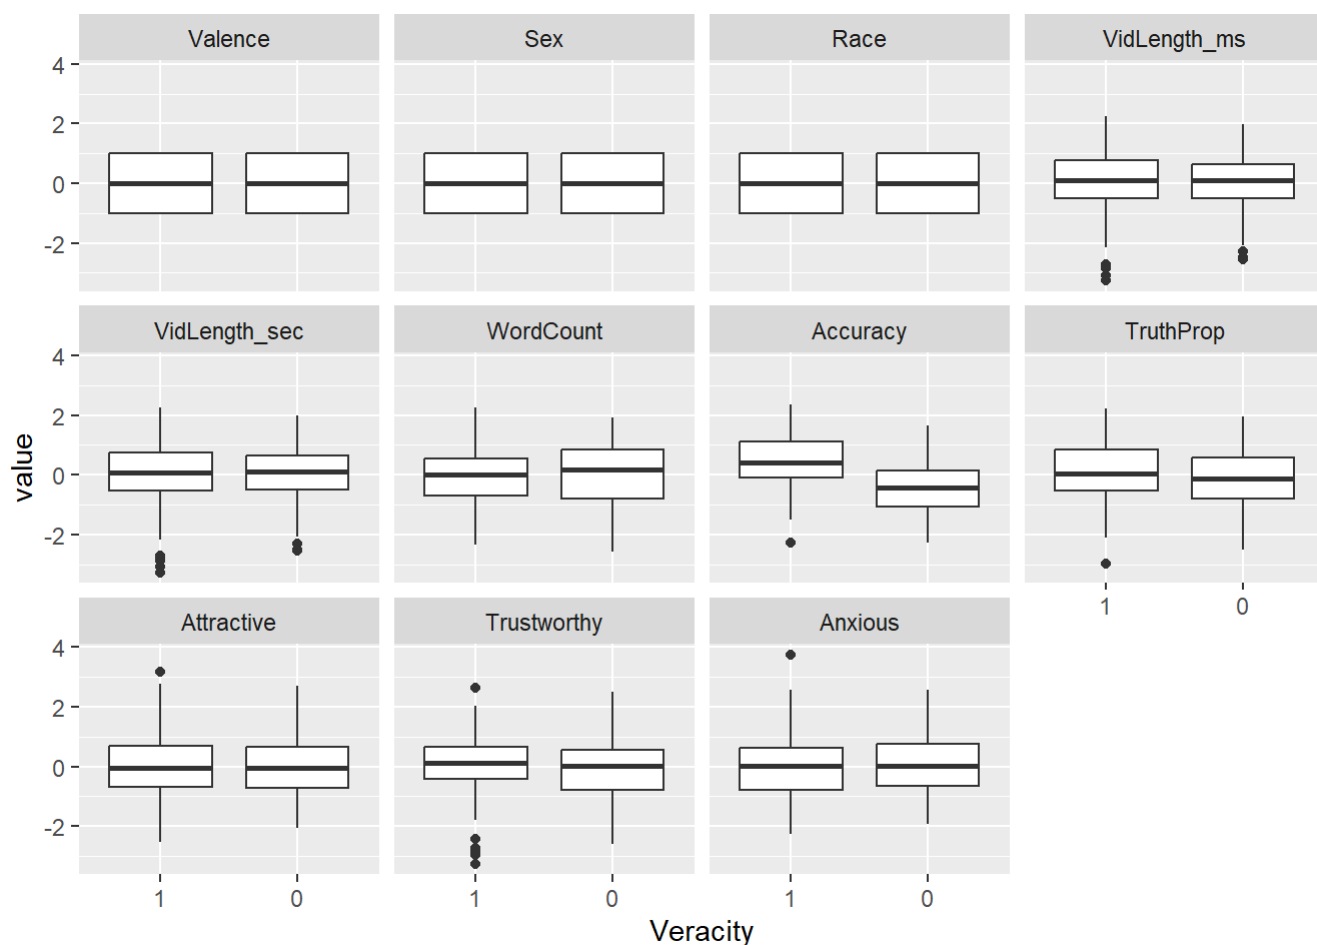 Valence Sex Race VidLength_ms
4
2
0
-2
VidLength_sec WordCount Accuracy TruthProp
4
2
0
-2
1 0
Attractive Trustworthy Anxious
4
2
0
-2
1 0 1 0 1 0
value
Veracity